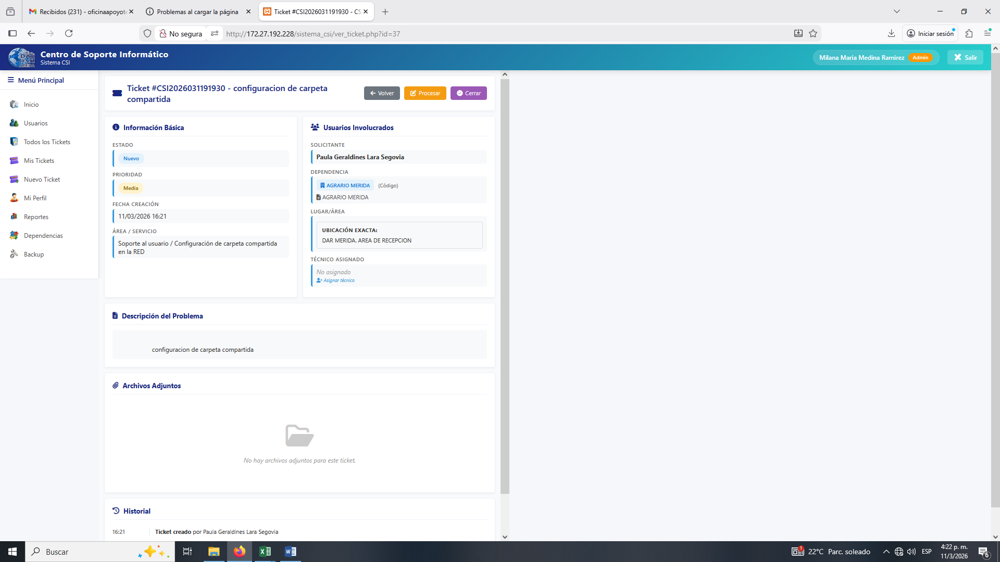 Recibidos (231) - oficinaapoyot
Problemas al cargar la página
Ticket #CSI2026031191930 - CS
No segura
http://172.27.192.228/sistema_csi/ver_ticket.php?id=37
Iniciar sesión
DAR
OATI
MERIDA
Centro de Soporte Informático
Sistema CSI
Milana Maria Medina Ramirez Admin
Salir
Menú Principal
Inicio
Usuarios
Todos los Tickets
Mis Tickets
Nuevo Ticket
Mi Perfil
Reportes
Dependencias
Backup
Ticket #CSI2026031191930 - configuracion de carpeta
compartida
Volver
Procesar
Cerrar
Información Básica
ESTADO
Nuevo
PRIORIDAD
Media
FECHA CREACIÓN
11/03/2026 16:21
ÁREA / SERVICIO
Soporte al usuario / Configuración de carpeta compartida
en la RED
Usuarios Involucrados
SOLICITANTE
Paula Geraldines Lara Segovia
DEPENDENCIA
AGRARIO MERIDA (Código)
AGRARIO MERIDA
LUGAR/ÁREA
UBICACIÓN EXACTA:
DAR MERIDA. AREA DE RECEPCION
TÉCNICO ASIGNADO
No asignado
Asignar técnico
Descripción del Problema
configuracion de carpeta compartida
Archivos Adjuntos
No hay archivos adjuntos para este ticket.
Historial
16:21 Ticket creado por Paula Geraldines Lara Segovia
Buscar
1
22°C Parc. soleado
ESP
4:22 p. m.
11/3/2026
6